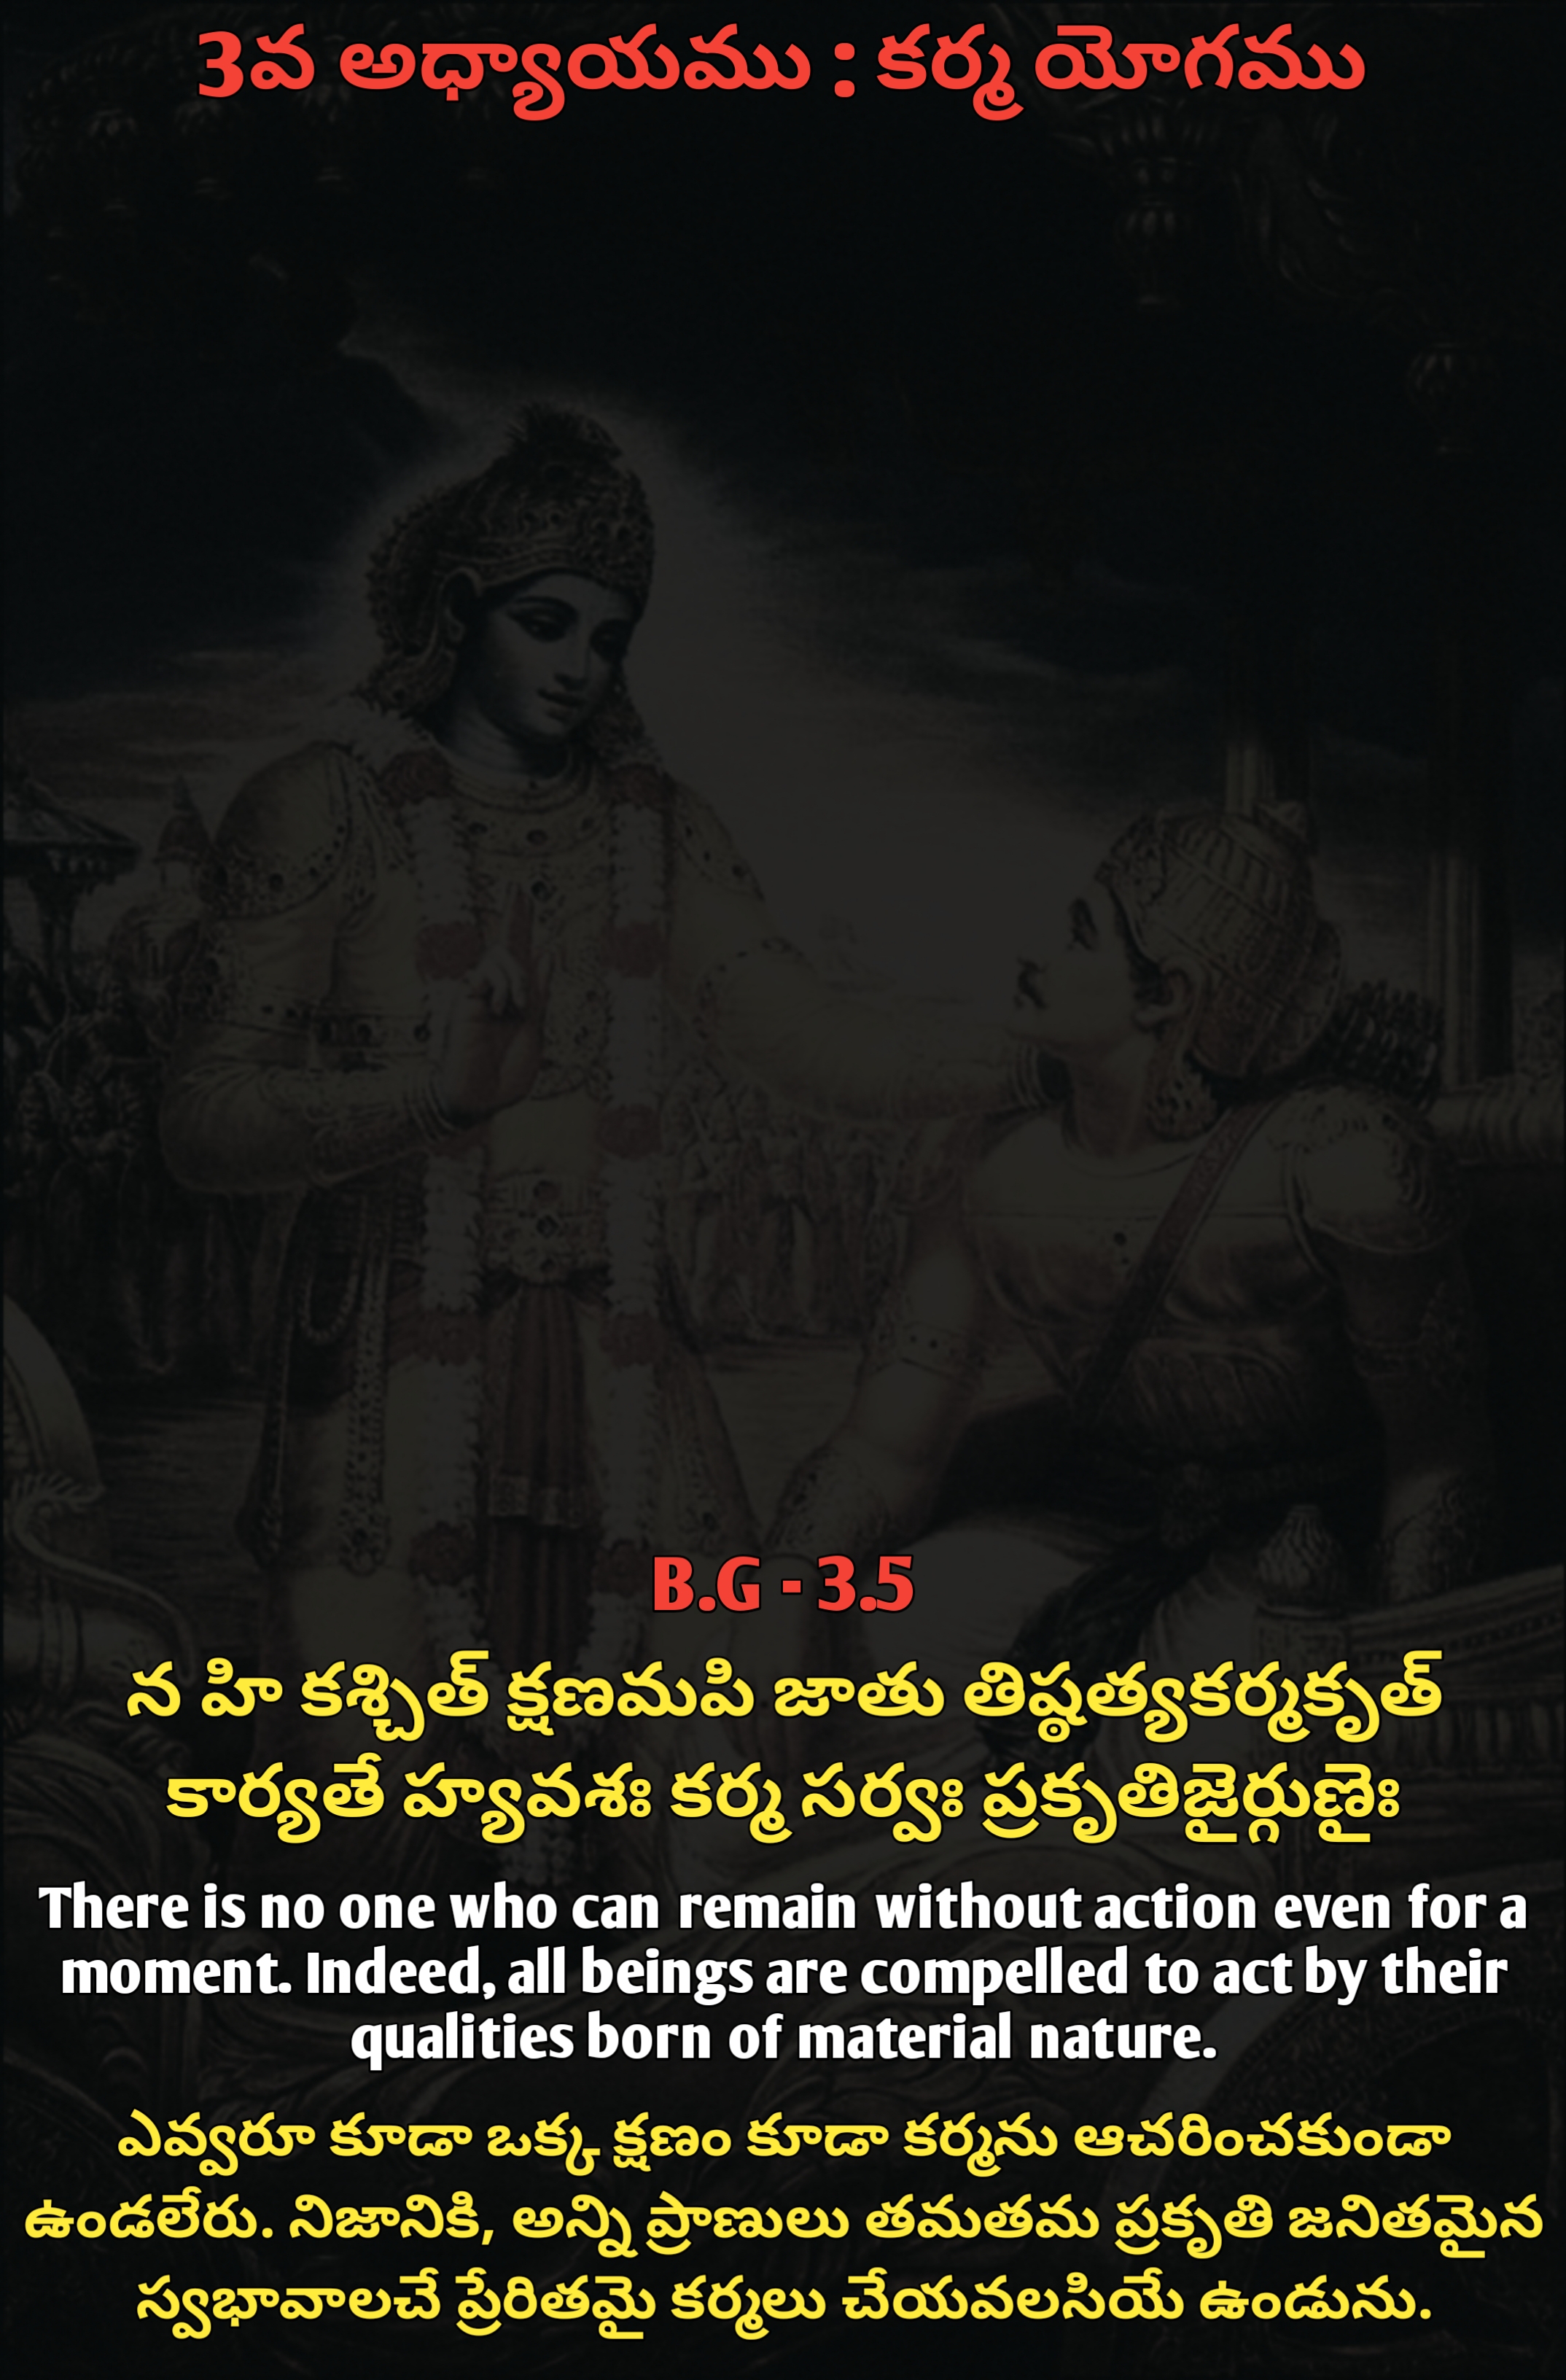 3వ అధ్యాయము : కర్మ యోగము
B.G - 3.5
న హి కశ్చిత్ క్షణమపి జాతు తిష్ఠత్యకర్మకృత్
కార్యతే హ్యవశః కర్మ సర్వః ప్రకృతిజైర్గుణైః
There is no one who can remain without action even for a
moment. Indeed, all beings are compelled to act by their
qualities born of material nature.
ఎవ్వరూ కూడా ఒక్క క్షణం కూడా కర్మను ఆచరించకుండా
ఉండలేరు. నిజానికి, అన్ని ప్రాణులు తమతమ ప్రకృతి జనితమైన
స్వభావాలచే ప్రేరితమై కర్మలు చేయవలసియే ఉండును.